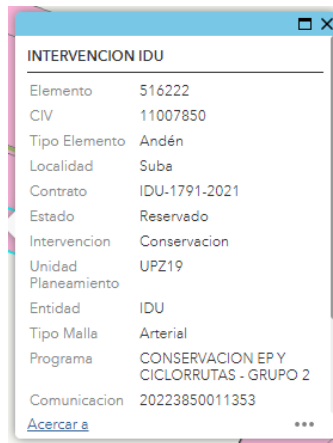 INTERVENCION IDU
Elemento 516222
CIV 11007850
Tipo Elemento Andén
Localidad Suba
Contrato IDU-1791-2021
Estado Reservado
Intervencion Conservacion
Unidad Planeamiento UPZ19
Entidad IDU
Tipo Malla Arterial
Programa CONSERVACION EP Y
CICLORRUTAS - GRUPO 2
Comunicacion 20223850011353
Acercar a